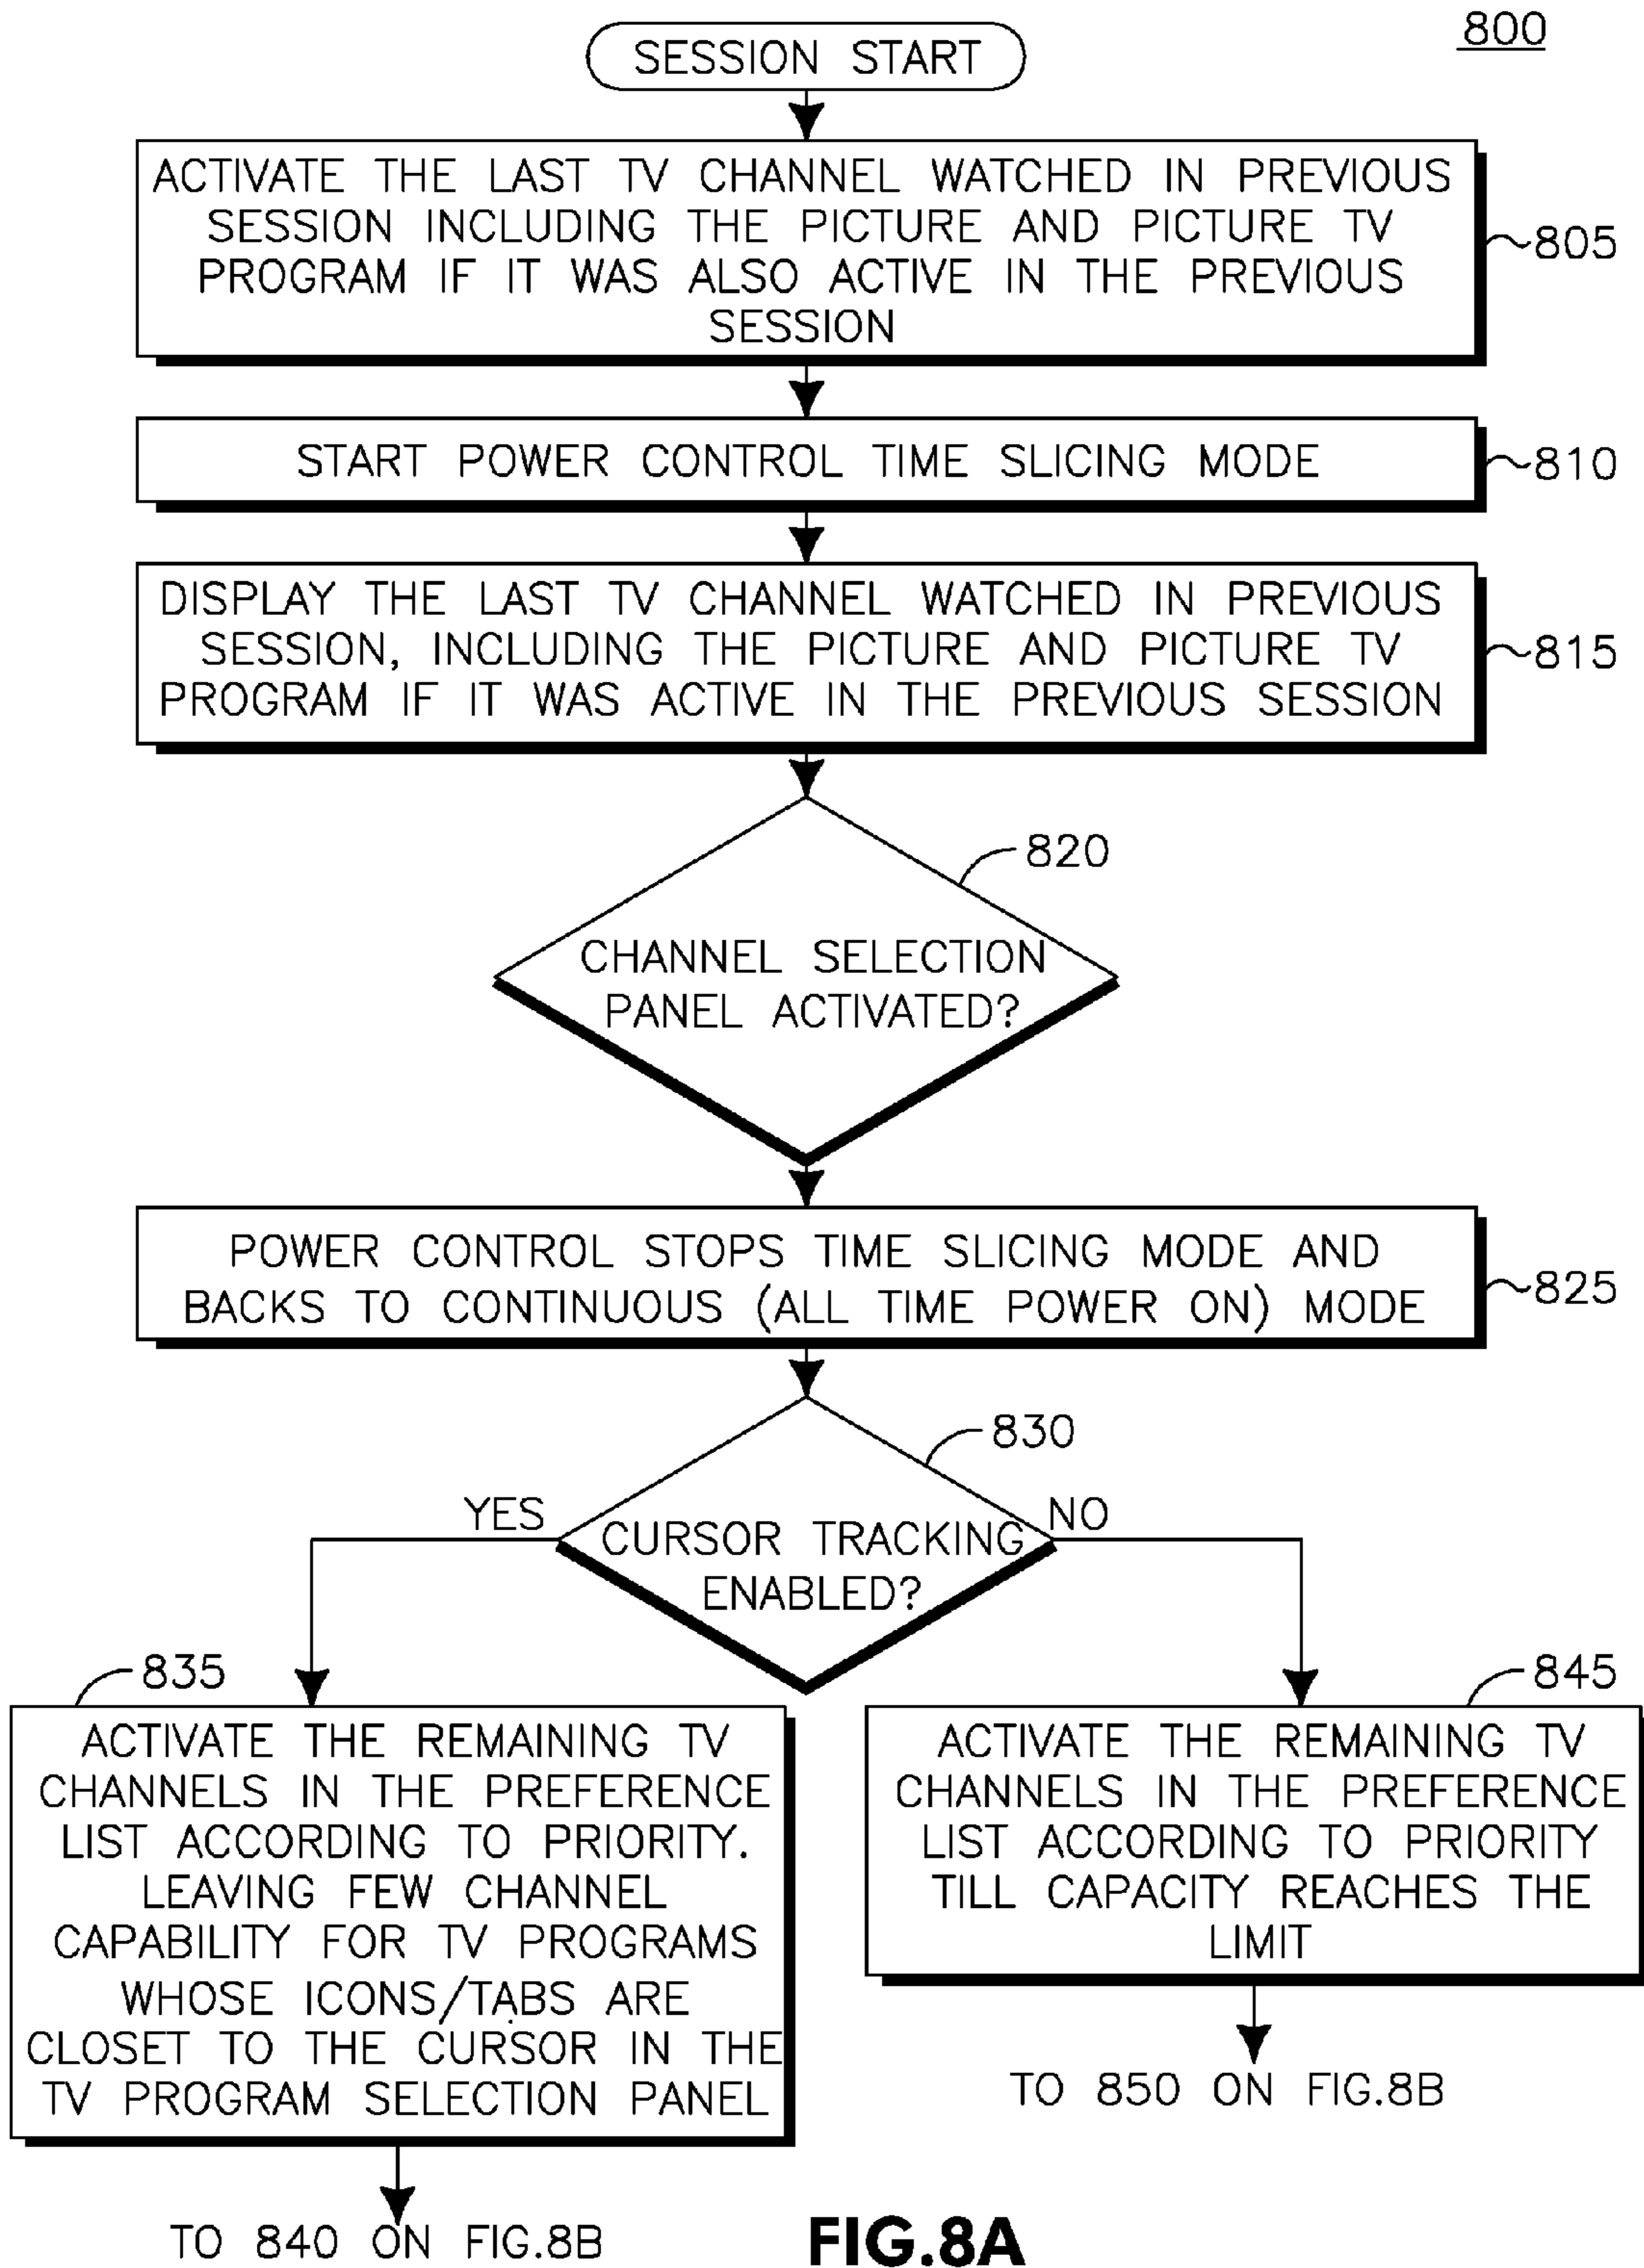 800
SESSION START
ACTIVATE THE LAST TV CHANNEL WATCHED IN PREVIOUS
SESSION INCLUDING THE PICTURE AND PICTURE TV
PROGRAM IF IT WAS ALSO ACTIVE IN THE PREVIOUS
SESSION
805
START POWER CONTROL TIME SLICING MODE
810
DISPLAY THE LAST TV CHANNEL WATCHED IN PREVIOUS
SESSION, INCLUDING THE PICTURE AND PICTURE TV
PROGRAM IF IT WAS ACTIVE IN THE PREVIOUS SESSION
815
820
CHANNEL SELECTION
PANEL ACTIVATED?
POWER CONTROL STOPS TIME SLICING MODE AND
BACKS TO CONTINUOUS (ALL TIME POWER ON) MODE
825
830
YES
NO
CURSOR TRACKING
ENABLED?
835
ACTIVATE THE REMAINING TV
CHANNELS IN THE PREFERENCE
LIST ACCORDING TO PRIORITY.
LEAVING FEW CHANNEL
CAPABILITY FOR TV PROGRAMS
WHOSE ICONS/TABS ARE
CLOSET TO THE CURSOR IN THE
TV PROGRAM SELECTION PANEL
TO 840 ON FIG.8B
845
ACTIVATE THE REMAINING TV
CHANNELS IN THE PREFERENCE
LIST ACCORDING TO PRIORITY
TILL CAPACITY REACHES THE
LIMIT
TO 850 ON FIG.8B
FIG.8A